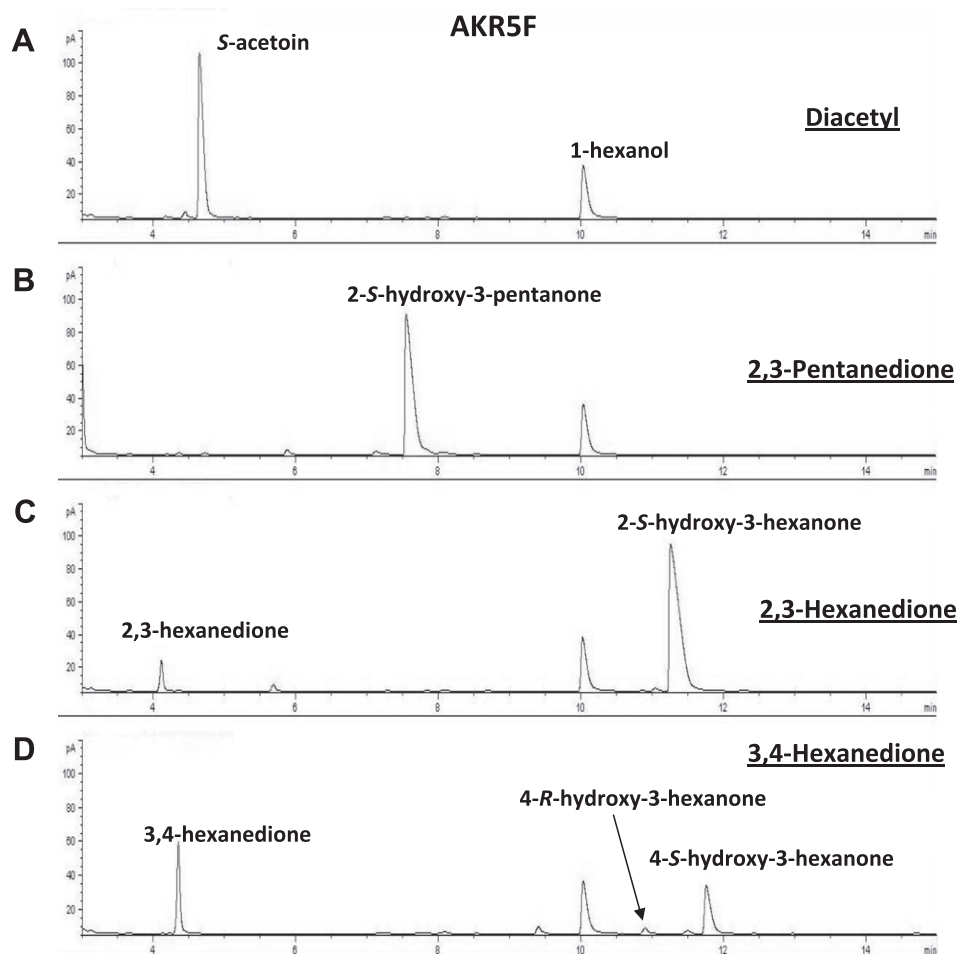 AKR5F
A
pA
S-acetoin
100
Diacetyl
80
60
1-hexanol
40
20
4 6 8 10 12 14 min
B
pA
2-S-hydroxy-3-pentanone
100
80
2,3-Pentanedione
60
40
20
4 6 8 10 12 14 min
C
pA
2-S-hydroxy-3-hexanone
100
80
60
2,3-Hexanedione
2,3-hexanedione
40
20
4 6 8 10 12 14 min
D
pA
3,4-Hexanedione
100
4-R-hydroxy-3-hexanone
80
3,4-hexanedione
60
4-S-hydroxy-3-hexanone
40
20
4 6 8 10 12 14 min